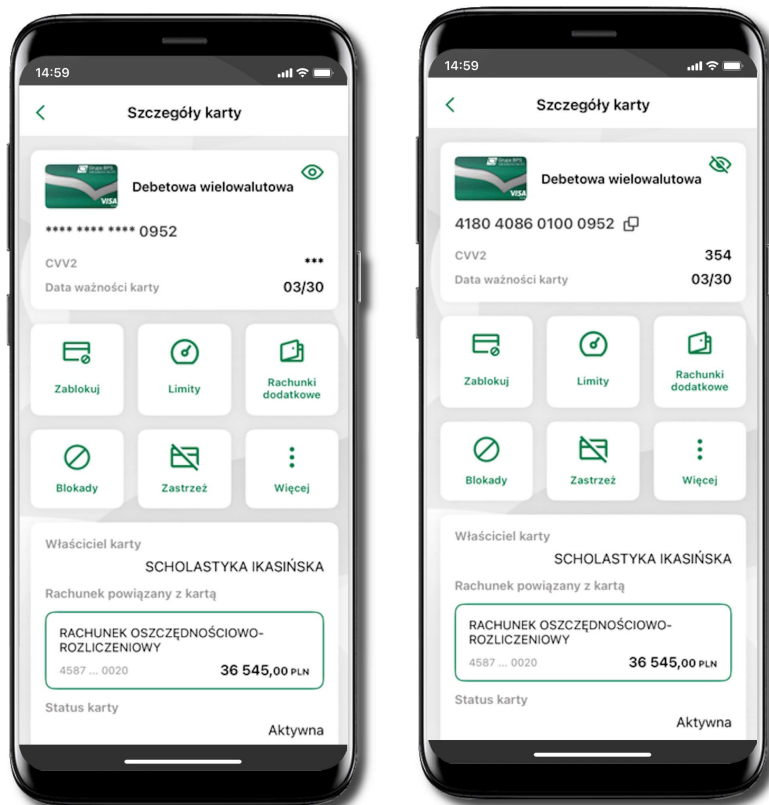 14:59
Szczegóły karty
Grupa BPS
VISA
Debetowa wielowalutowa
**** **** **** 0952
CVV2 ***
Data ważności karty 03/30
Zablokuj
Limity
Rachunki
dodatkowe
Blokady
Zastrzeż
Więcej
Właściciel karty
SCHOLASTYKA IKASIŃSKA
Rachunek powiązany z kartą
RACHUNEK OSZCZĘDNOŚCIOWO-
ROZLICZENIOWY
4587 ... 0020 36 545,00 PLN
Status karty
Aktywna
14:59
Szczegóły karty
Grupa BPS
VISA
Debetowa wielowalutowa
4180 4086 0100 0952
CVV2 354
Data ważności karty 03/30
Zablokuj
Limity
Rachunki
dodatkowe
Blokady
Zastrzeż
Więcej
Właściciel karty
SCHOLASTYKA IKASIŃSKA
Rachunek powiązany z kartą
RACHUNEK OSZCZĘDNOŚCIOWO-
ROZLICZENIOWY
4587 ... 0020 36 545,00 PLN
Status karty
Aktywna